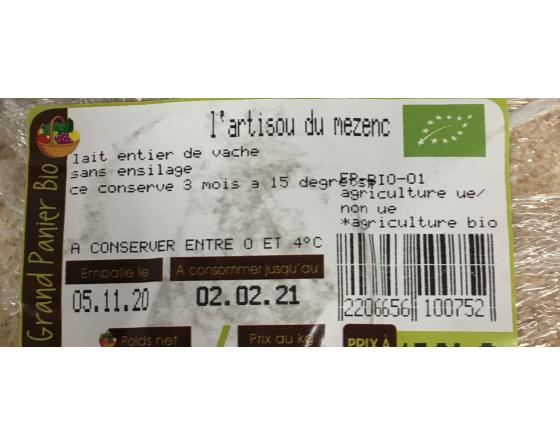 l'artisou du mezenc
lait entier de vache
sans ensilage
ce conserve 3 mois a 15 degrets
FR-BIO-01
agriculture ue/
non ue
*agriculture bio
A CONSERVER ENTRE 0 ET 4°C
Emballé le
A consommer jusqu'au
05.11.20
02.02.21
2206656 100752
Grand Panier Bio
Poids net
Prix au kg
PRIX À